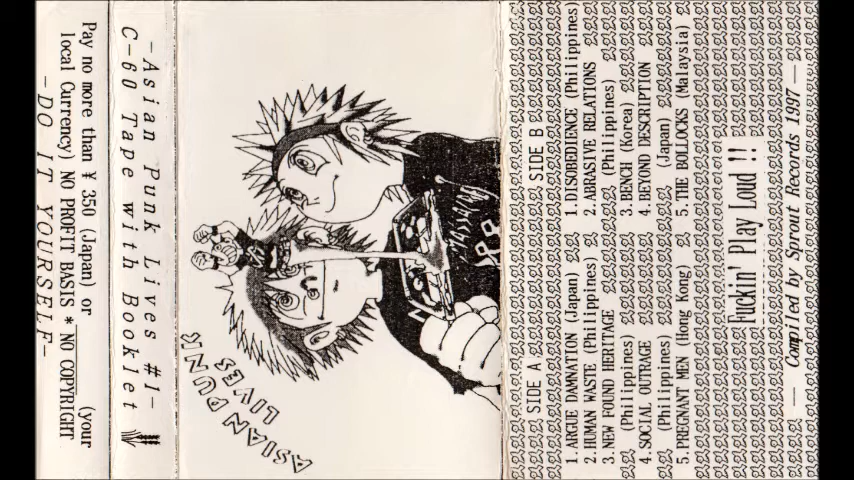 Pay no more than ¥ 350 (Japan) or ________ (your
local Currency) NO PROFIT BASIS * NO COPYRIGHT
-DO IT YOURSELF-
-Asian Punk Lives #1-
C-60 Tape with Booklet
ASIAN PUNK
LIVES
SIDE A
1. ARGUE DAMNATION (Japan)
2. HUMAN WASTE (Philippines)
3. NEW FOUND HERITAGE
(Philippines)
4. SOCIAL OUTRAGE
(Philippines)
5. PREGNANT MEN (Hong Kong)
SIDE B
1. DISOBEDIENCE (Philippines)
2. ABRASIVE RELATIONS
(Philippines)
3. BENCH (Korea)
4. BEYOND DESCRIPTION
(Japan)
5. THE BOLLOCKS (Malaysia)
Fuckin' Play Loud !!
— Compiled by Sprout Records 1997 —